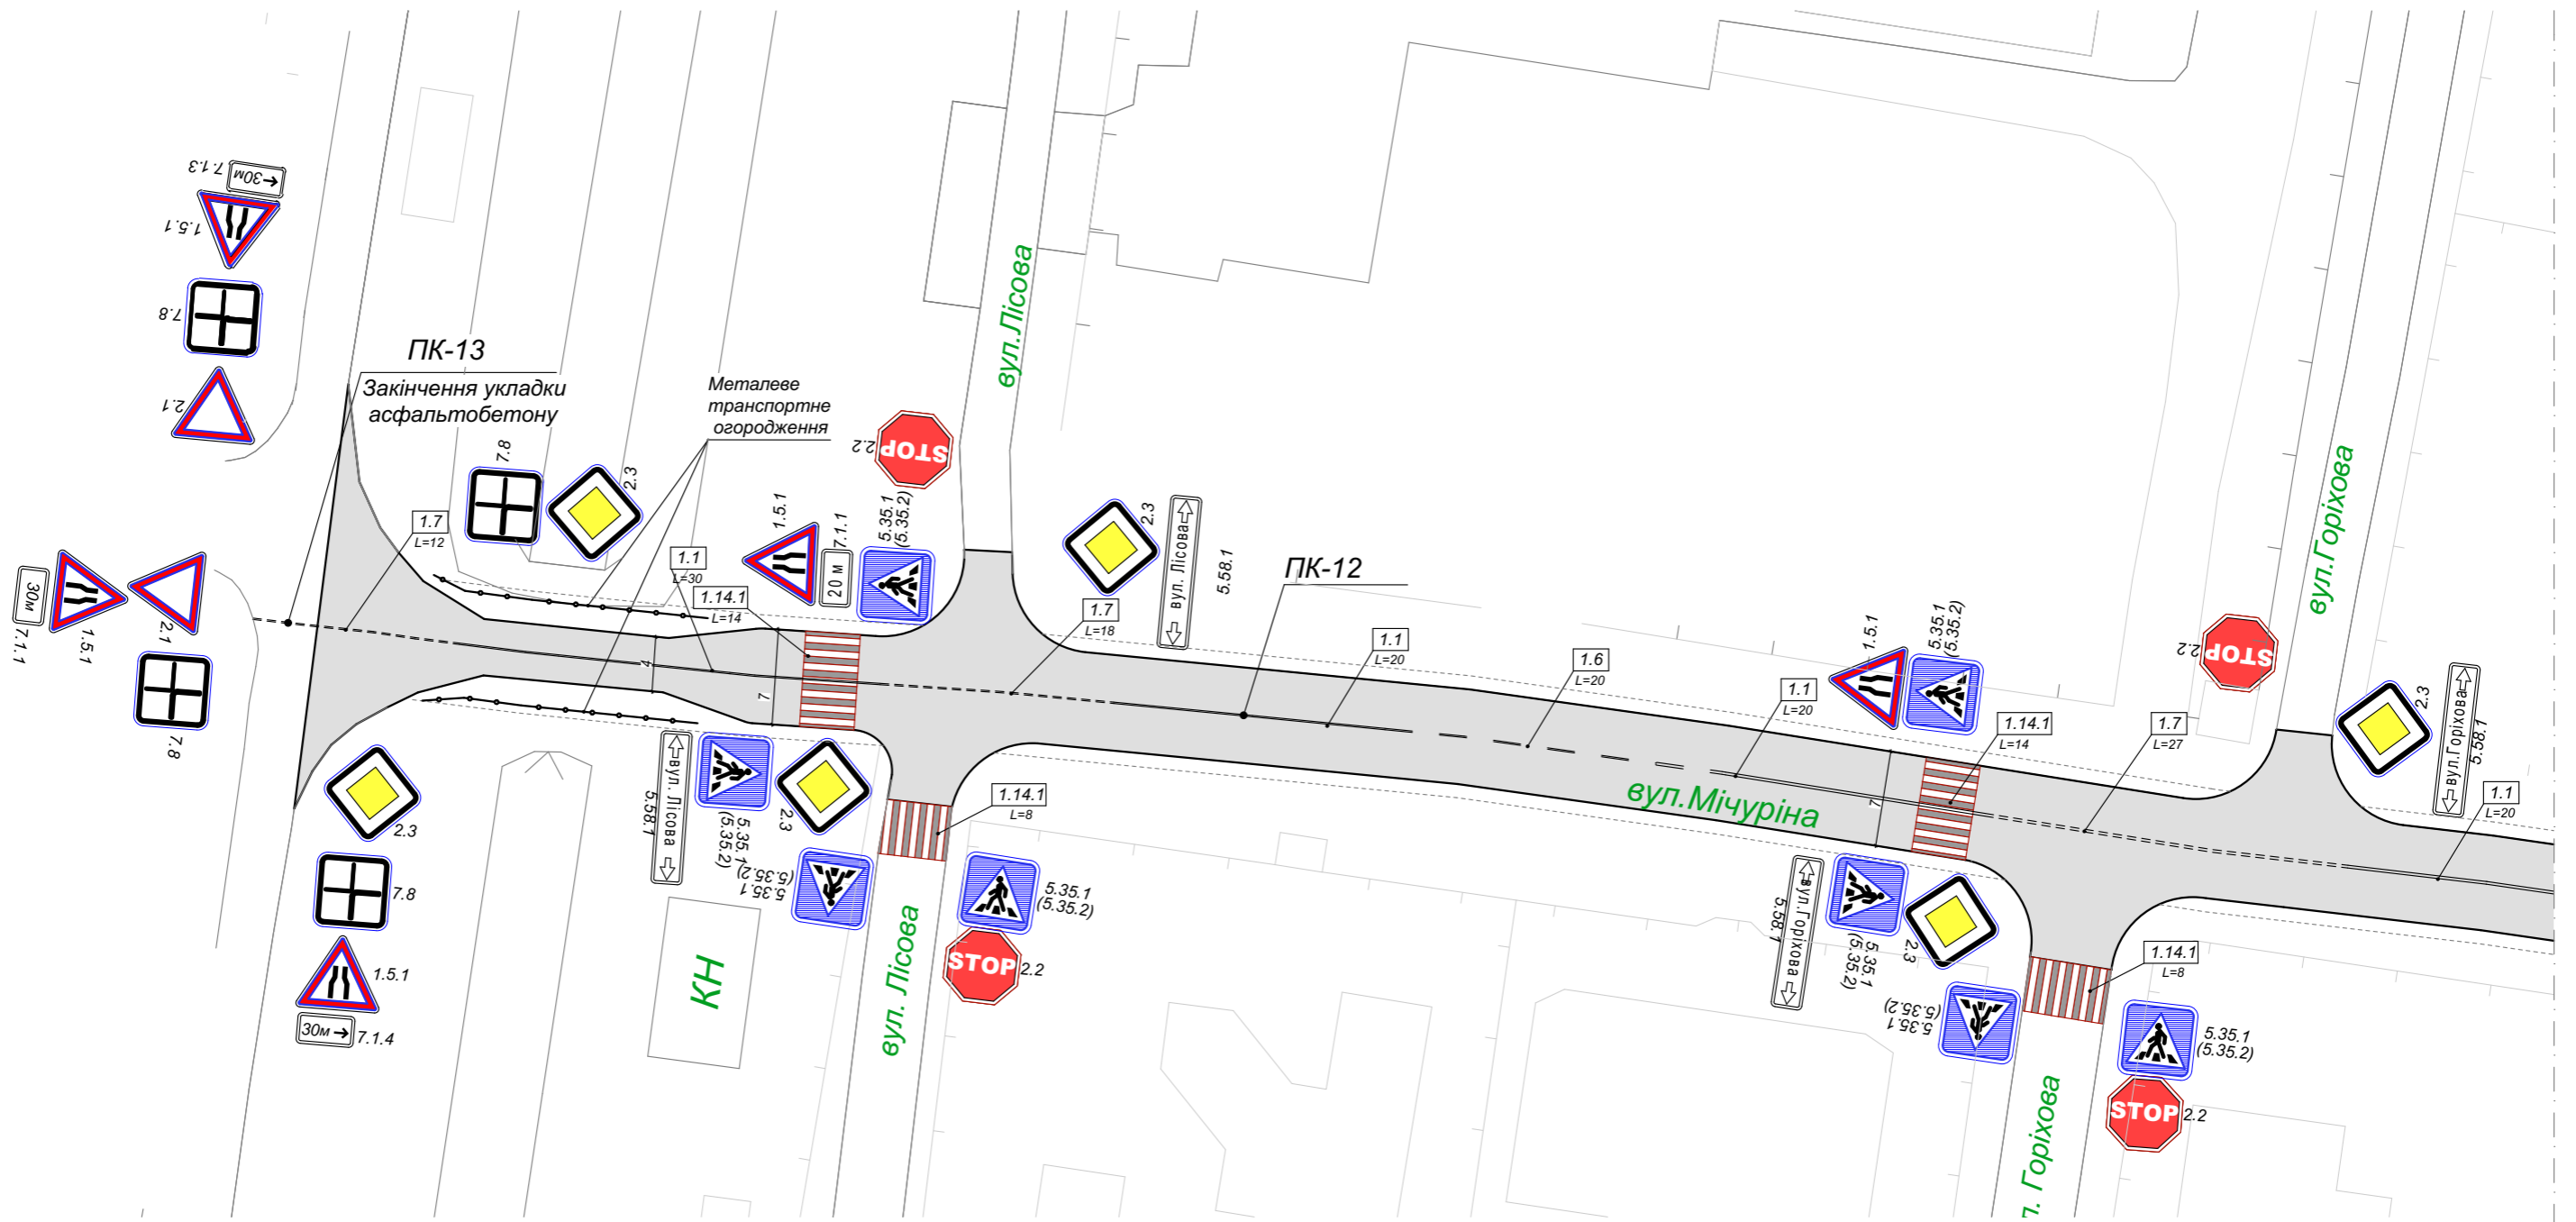 7.1.3
30м
1.5.1
7.8
2.1
ПК-13
Закінчення укладки
асфальтобетону
1.7
L=12
7.8
2.3
Металеве
транспортне
огородження
1.1
L=30
1.14.1
L=14
1.5.1
7.1.1
20 м
2.2
STOP
5.35.1
(5.35.2)
вул.Лісова
2.3
вул. Лісова
5.58.1
1.7
L=18
ПК-12
1.1
L=20
1.6
L=20
1.1
L=20
1.5.1
5.35.1
(5.35.2)
1.14.1
L=14
1.7
L=27
2.2
STOP
вул.Горіхова
2.3
вул.Горіхова
5.58.1
1.1
L=20
30м
7.1.1
1.5.1
2.1
7.8
4
7
2.3
7.8
1.5.1
30м
7.1.4
вул. Лісова
5.58.1
5.35.1
(5.35.2)
2.3
5.35.1
(5.35.2)
1.14.1
L=8
5.35.1
(5.35.2)
STOP
2.2
КН
вул. Лісова
вул.Мічуріна
7
вул.Горіхова
5.58.1
5.35.1
(5.35.2)
2.3
5.35.1
(5.35.2)
1.14.1
L=8
5.35.1
(5.35.2)
STOP
2.2
л. Горіхова